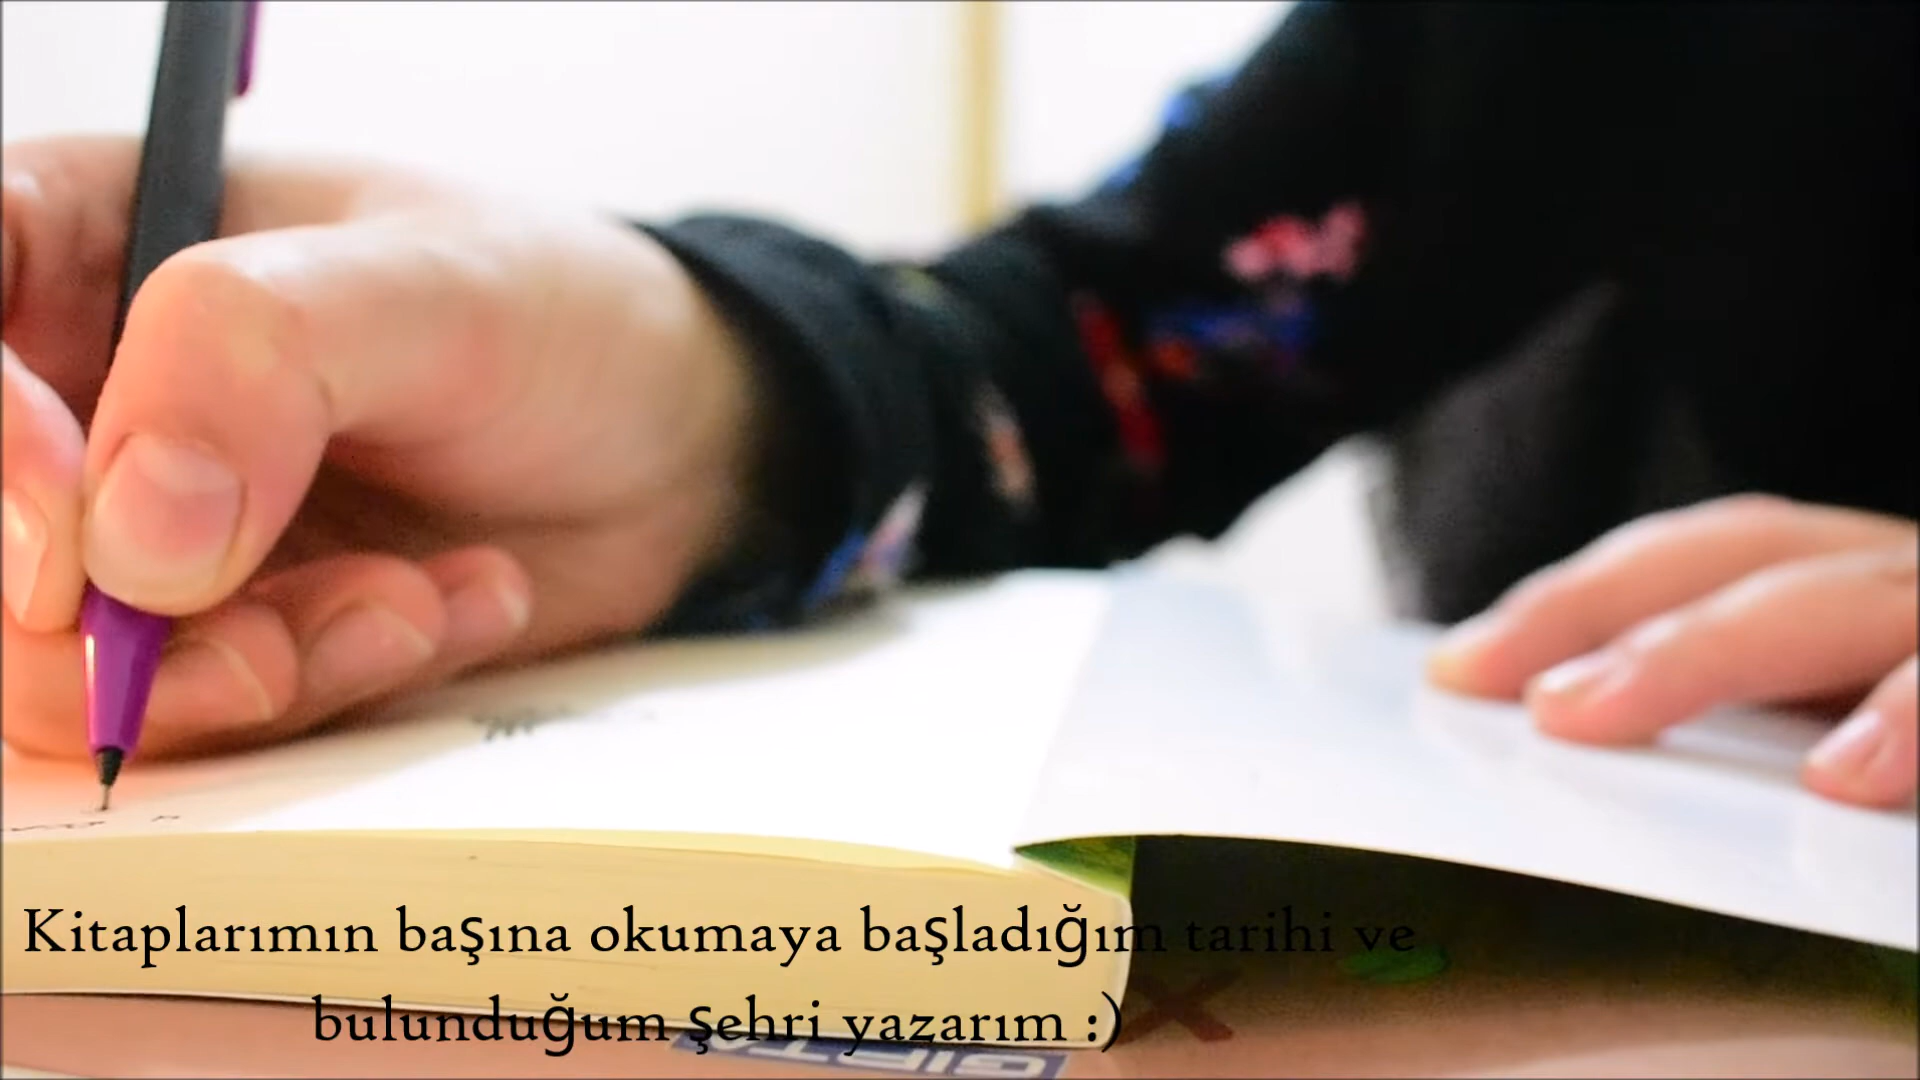 Kitaplarımın başına okumaya başladığım tarihi ve
bulunduğum şehri yazarım :)